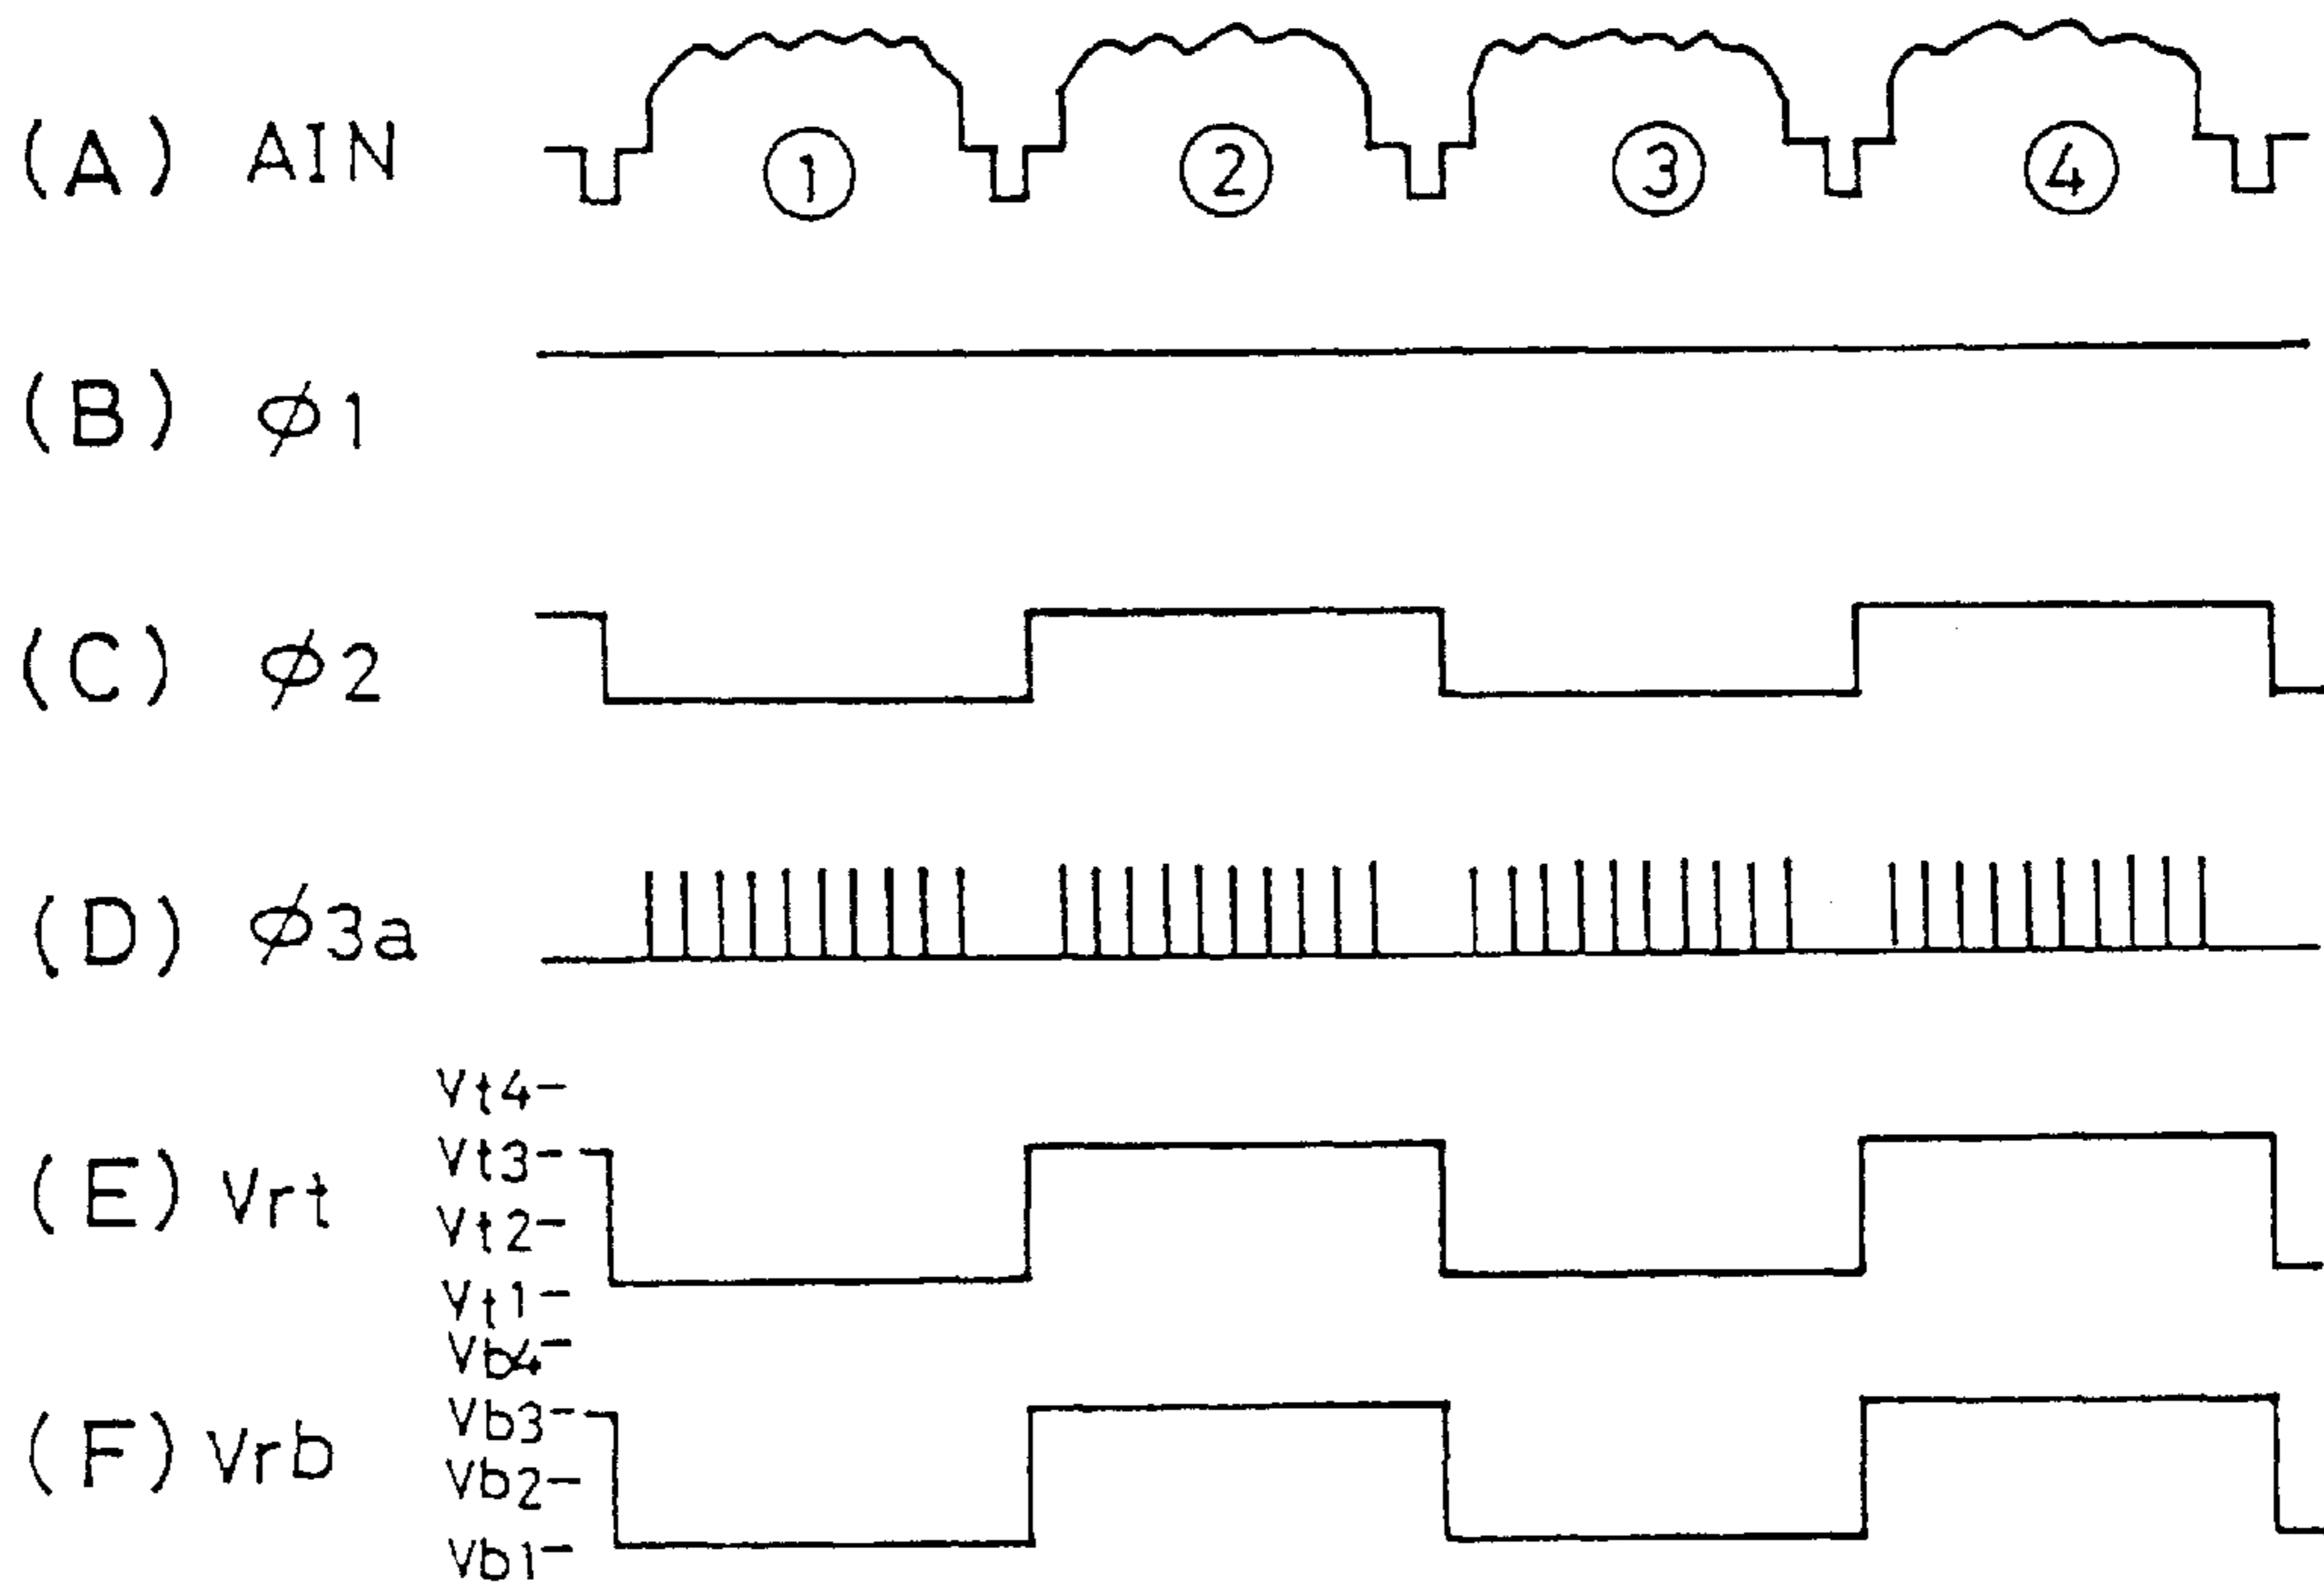 (A) AIN ① ② ③ ④
(B) ϕ1
(C) ϕ2
(D) ϕ3a
Vt4
(E) Vrt Vt3
Vt2
Vt1
Vb4
(F) Vrb Vb3
Vb2
Vb1